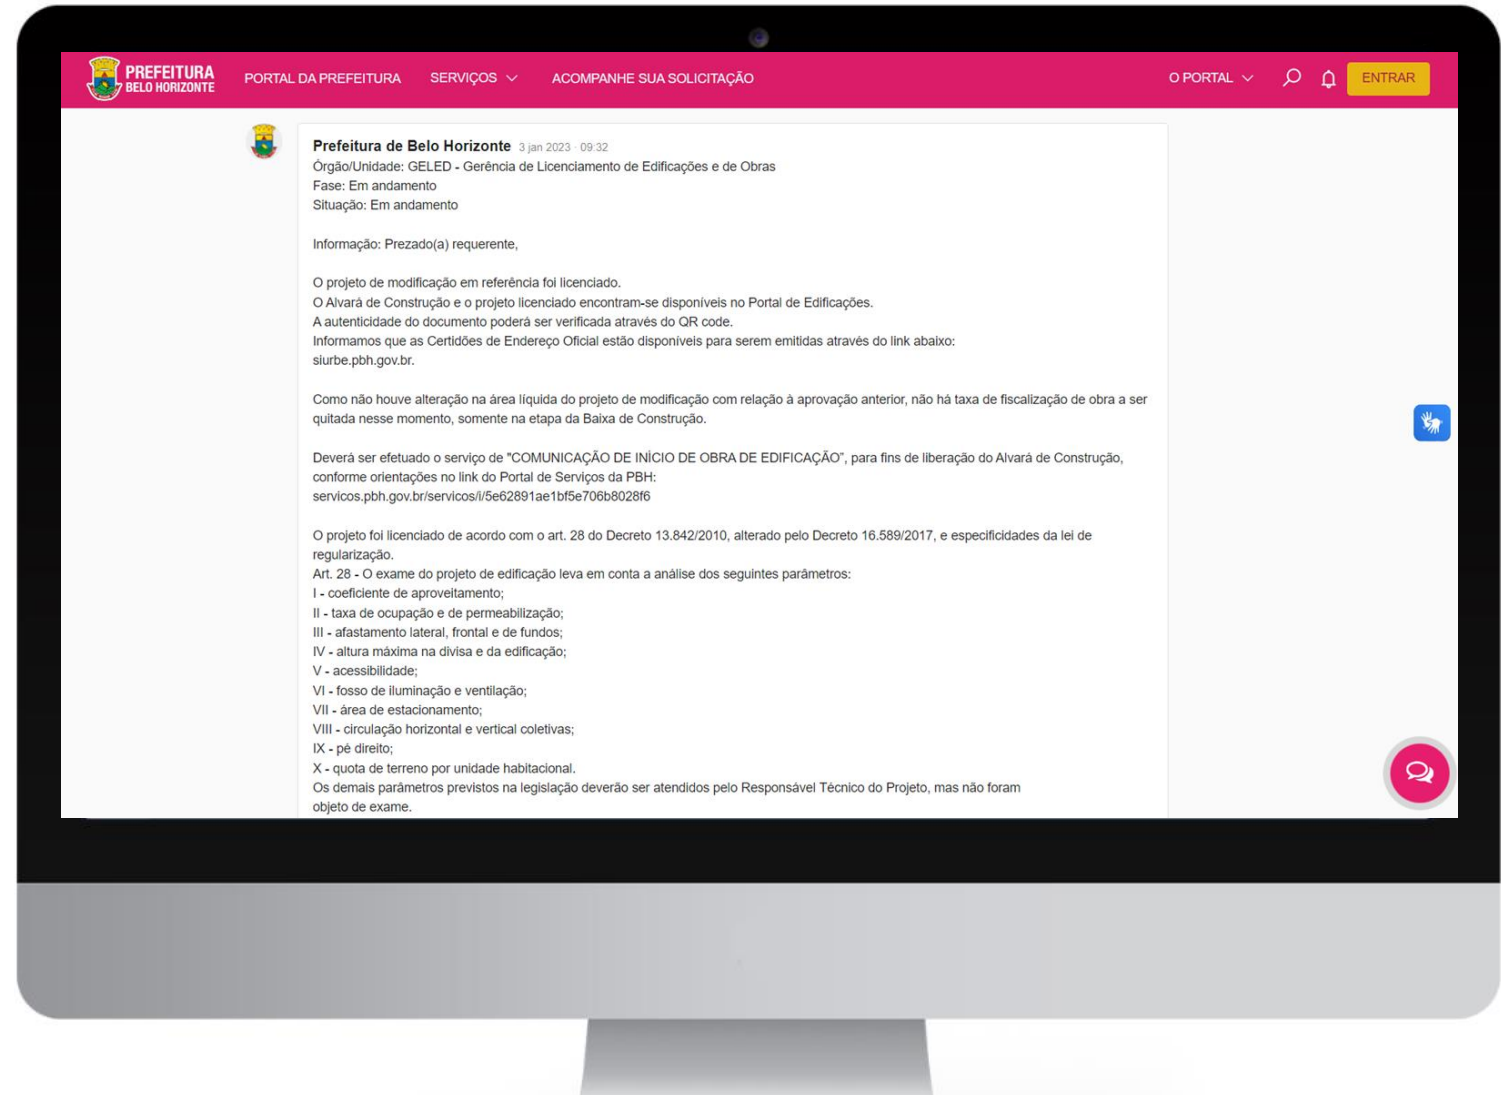 PREFEITURA
BELO HORIZONTE
PORTAL DA PREFEITURA
SERVIÇOS
ACOMPANHE SUA SOLICITAÇÃO
O PORTAL
ENTRAR
Prefeitura de Belo Horizonte 3 jan 2023 · 09:32
Órgão/Unidade: GELED - Gerência de Licenciamento de Edificações e de Obras
Fase: Em andamento
Situação: Em andamento
Informação: Prezado(a) requerente,
O projeto de modificação em referência foi licenciado.
O Alvará de Construção e o projeto licenciado encontram-se disponíveis no Portal de Edificações.
A autenticidade do documento poderá ser verificada através do QR code.
Informamos que as Certidões de Endereço Oficial estão disponíveis para serem emitidas através do link abaixo:
siurbe.pbh.gov.br.
Como não houve alteração na área líquida do projeto de modificação com relação à aprovação anterior, não há taxa de fiscalização de obra a ser
quitada nesse momento, somente na etapa da Baixa de Construção.
Deverá ser efetuado o serviço de "COMUNICAÇÃO DE INÍCIO DE OBRA DE EDIFICAÇÃO", para fins de liberação do Alvará de Construção,
conforme orientações no link do Portal de Serviços da PBH:
servicos.pbh.gov.br/servicos/i/5e62891ae1bf5e706b8028f6
O projeto foi licenciado de acordo com o art. 28 do Decreto 13.842/2010, alterado pelo Decreto 16.589/2017, e especificidades da lei de
regularização.
Art. 28 - O exame do projeto de edificação leva em conta a análise dos seguintes parâmetros:
I - coeficiente de aproveitamento;
II - taxa de ocupação e de permeabilização;
III - afastamento lateral, frontal e de fundos;
IV - altura máxima na divisa e da edificação;
V - acessibilidade;
VI - fosso de iluminação e ventilação;
VII - área de estacionamento;
VIII - circulação horizontal e vertical coletivas;
IX - pé direito;
X - quota de terreno por unidade habitacional.
Os demais parâmetros previstos na legislação deverão ser atendidos pelo Responsável Técnico do Projeto, mas não foram
objeto de exame.